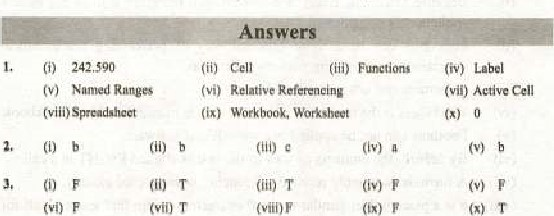 Answers
1. (i) 242.590 (ii) Cell (iii) Functions (iv) Label
(v) Named Ranges (vi) Relative Referencing (vii) Active Cell
(viii) Spreadsheet (ix) Workbook, Worksheet (x) 0
2. (i) b (ii) b (iii) c (iv) a (v) b
3. (i) F (ii) T (iii) T (iv) F (v) F
(vi) F (vii) T (viii) F (ix) F (x) T